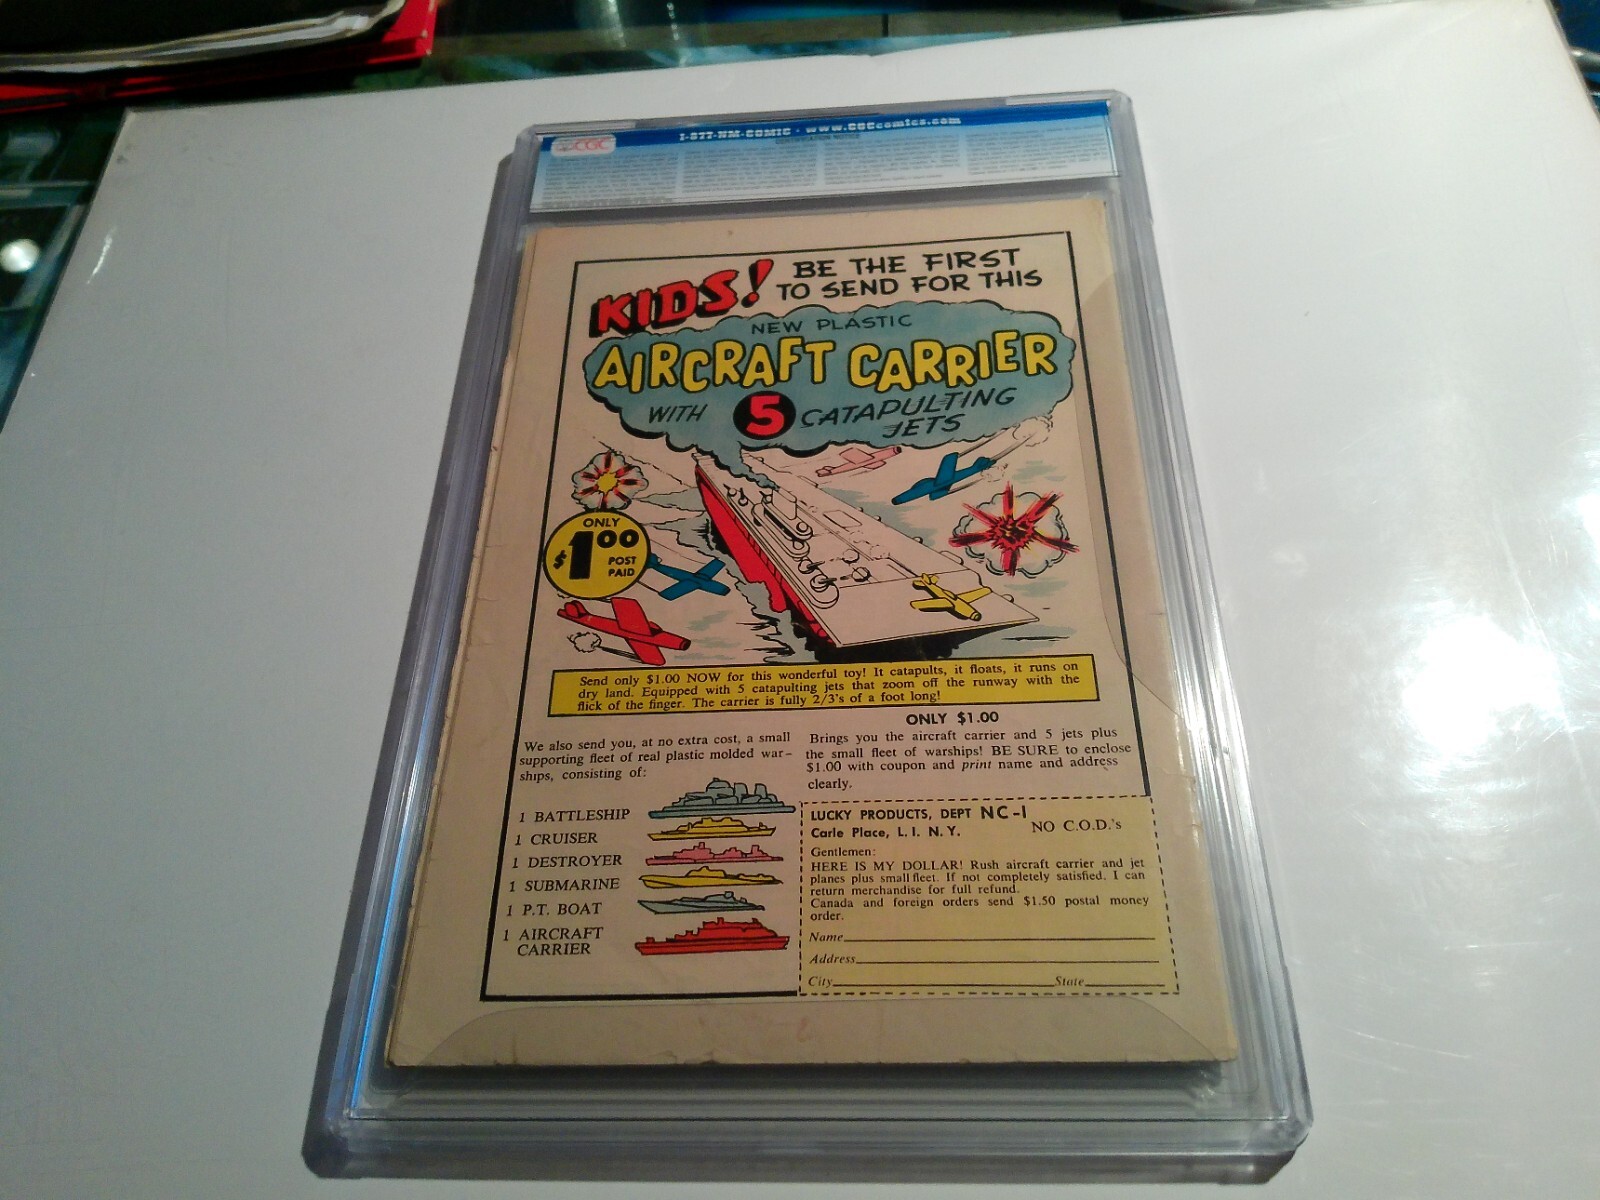 1-877-NM-COMIC • www.CGCcomics.com
CERTIFICATION NOTICE
CGC
KIDS! BE THE FIRST
TO SEND FOR THIS
NEW PLASTIC
AIRCRAFT CARRIER
WITH 5 CATAPULTING
JETS
ONLY
$1.00
POST
PAID
Send only $1.00 NOW for this wonderful toy! It catapults, it floats, it runs on
dry land. Equipped with 5 catapulting jets that zoom off the runway with the
flick of the finger. The carrier is fully 2/3's of a foot long!
We also send you, at no extra cost, a small
supporting fleet of real plastic molded war-
ships, consisting of:
1 BATTLESHIP
1 CRUISER
1 DESTROYER
1 SUBMARINE
1 P.T. BOAT
1 AIRCRAFT
CARRIER
ONLY $1.00
Brings you the aircraft carrier and 5 jets plus
the small fleet of warships! BE SURE to enclose
$1.00 with coupon and print name and address
clearly.
LUCKY PRODUCTS, DEPT NC-1
Carle Place, L. I. N. Y. NO C.O.D.'s
Gentlemen:
HERE IS MY DOLLAR! Rush aircraft carrier and jet
planes plus small fleet. If not completely satisfied, I can
return merchandise for full refund.
Canada and foreign orders send $1.50 postal money
order.
Name
Address
City State